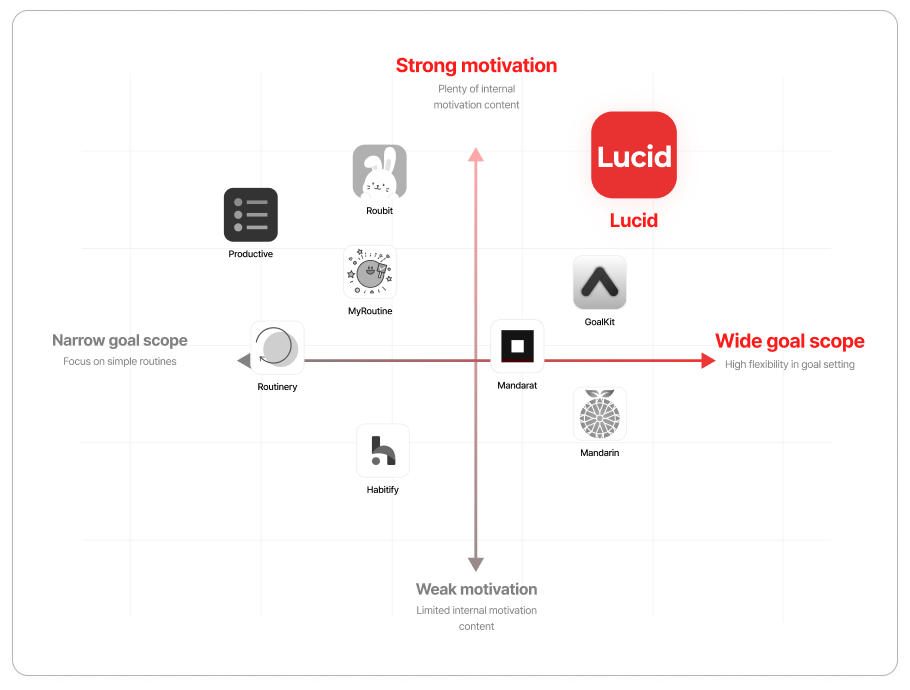 Strong motivation
Plenty of internal
motivation content
Lucid
Lucid
Roubit
Productive
MyRoutine
GoalKit
Narrow goal scope
Focus on simple routines
Wide goal scope
High flexibility in goal setting
Routinery
Mandarat
Mandarin
Habitify
Weak motivation
Limited internal motivation
content